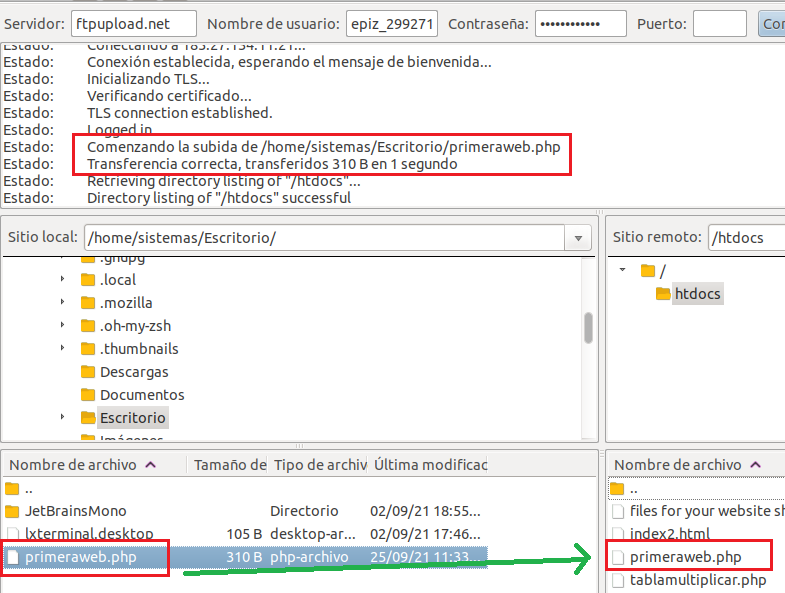 Servidor: ftpupload.net Nombre de usuario: epiz_299271 Contraseña: •••••••••••• Puerto: Con
Estado: Conectando a 185.27.134.11:21...
Estado: Conexión establecida, esperando el mensaje de bienvenida...
Estado: Inicializando TLS...
Estado: Verificando certificado...
Estado: TLS connection established.
Estado: Logged in
Estado: Comenzando la subida de /home/sistemas/Escritorio/primeraweb.php
Estado: Transferencia correcta, transferidos 310 B en 1 segundo
Estado: Retrieving directory listing of "/htdocs"...
Estado: Directory listing of "/htdocs" successful
Sitio local: /home/sistemas/Escritorio/
Sitio remoto: /htdocs
.gnupg
.local
.mozilla
.oh-my-zsh
.thumbnails
Descargas
Documentos
Escritorio
Imágenes
/
htdocs
Nombre de archivo Tamaño de Tipo de archiv Última modificac
..
JetBrainsMono Directorio 02/09/21 18:55...
lxterminal.desktop 105 B desktop-ar... 02/09/21 17:46...
primeraweb.php 310 B php-archivo 25/09/21 11:33...
Nombre de archivo
..
files for your website sh
index2.html
primeraweb.php
tablamultiplicar.php